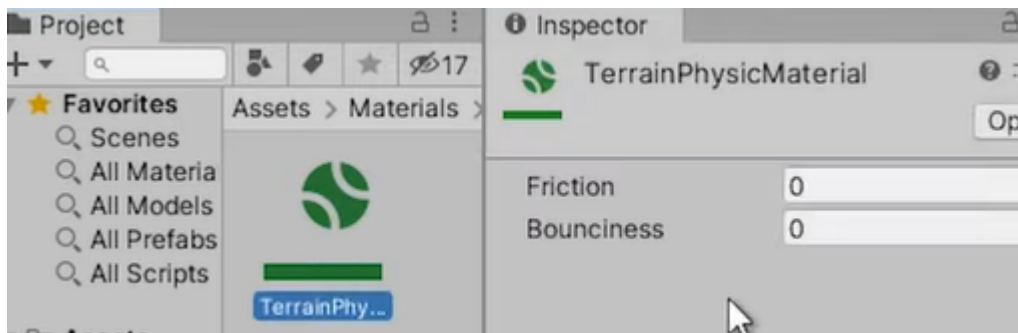 Project
17
Favorites
Scenes
All Materia
All Models
All Prefabs
All Scripts
Assets > Materials >
TerrainPhy...
Inspector
TerrainPhysicMaterial
Op
Friction 0
Bounciness 0